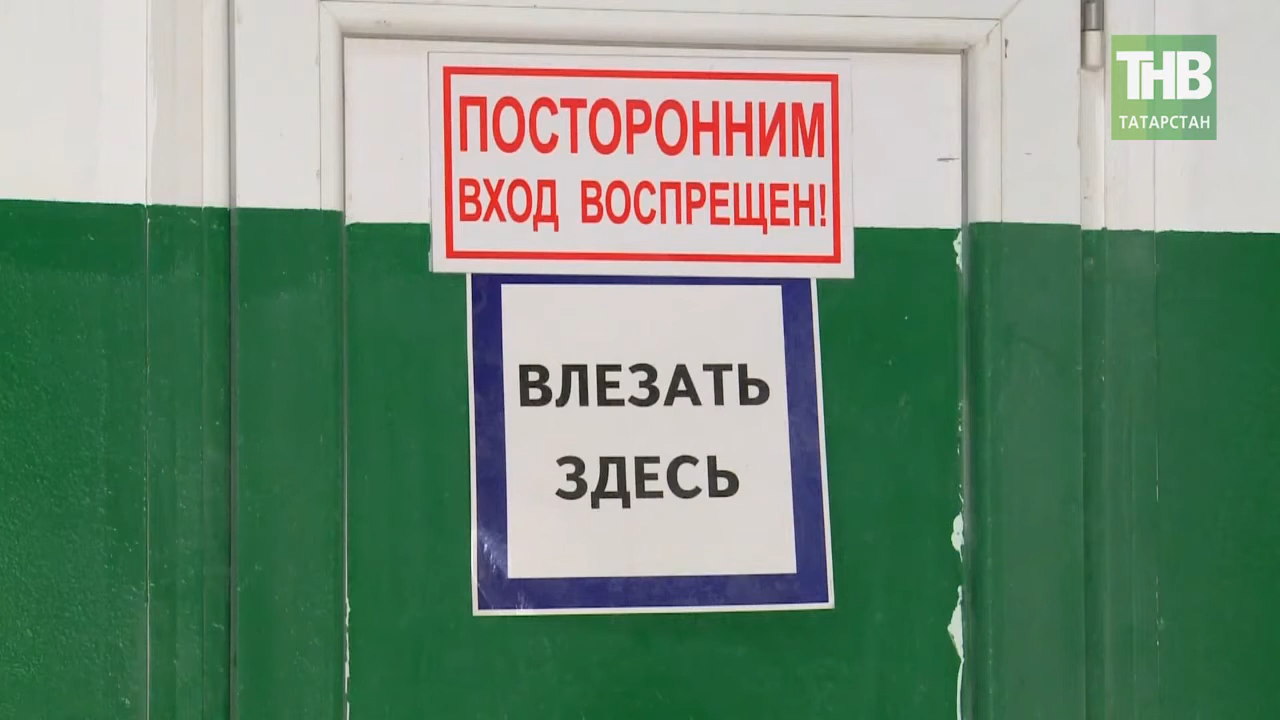 ТНВ
ТАТАРСТАН
ПОСТОРОННИМ
ВХОД ВОСПРЕЩЕН!
ВЛЕЗАТЬ
ЗДЕСЬ